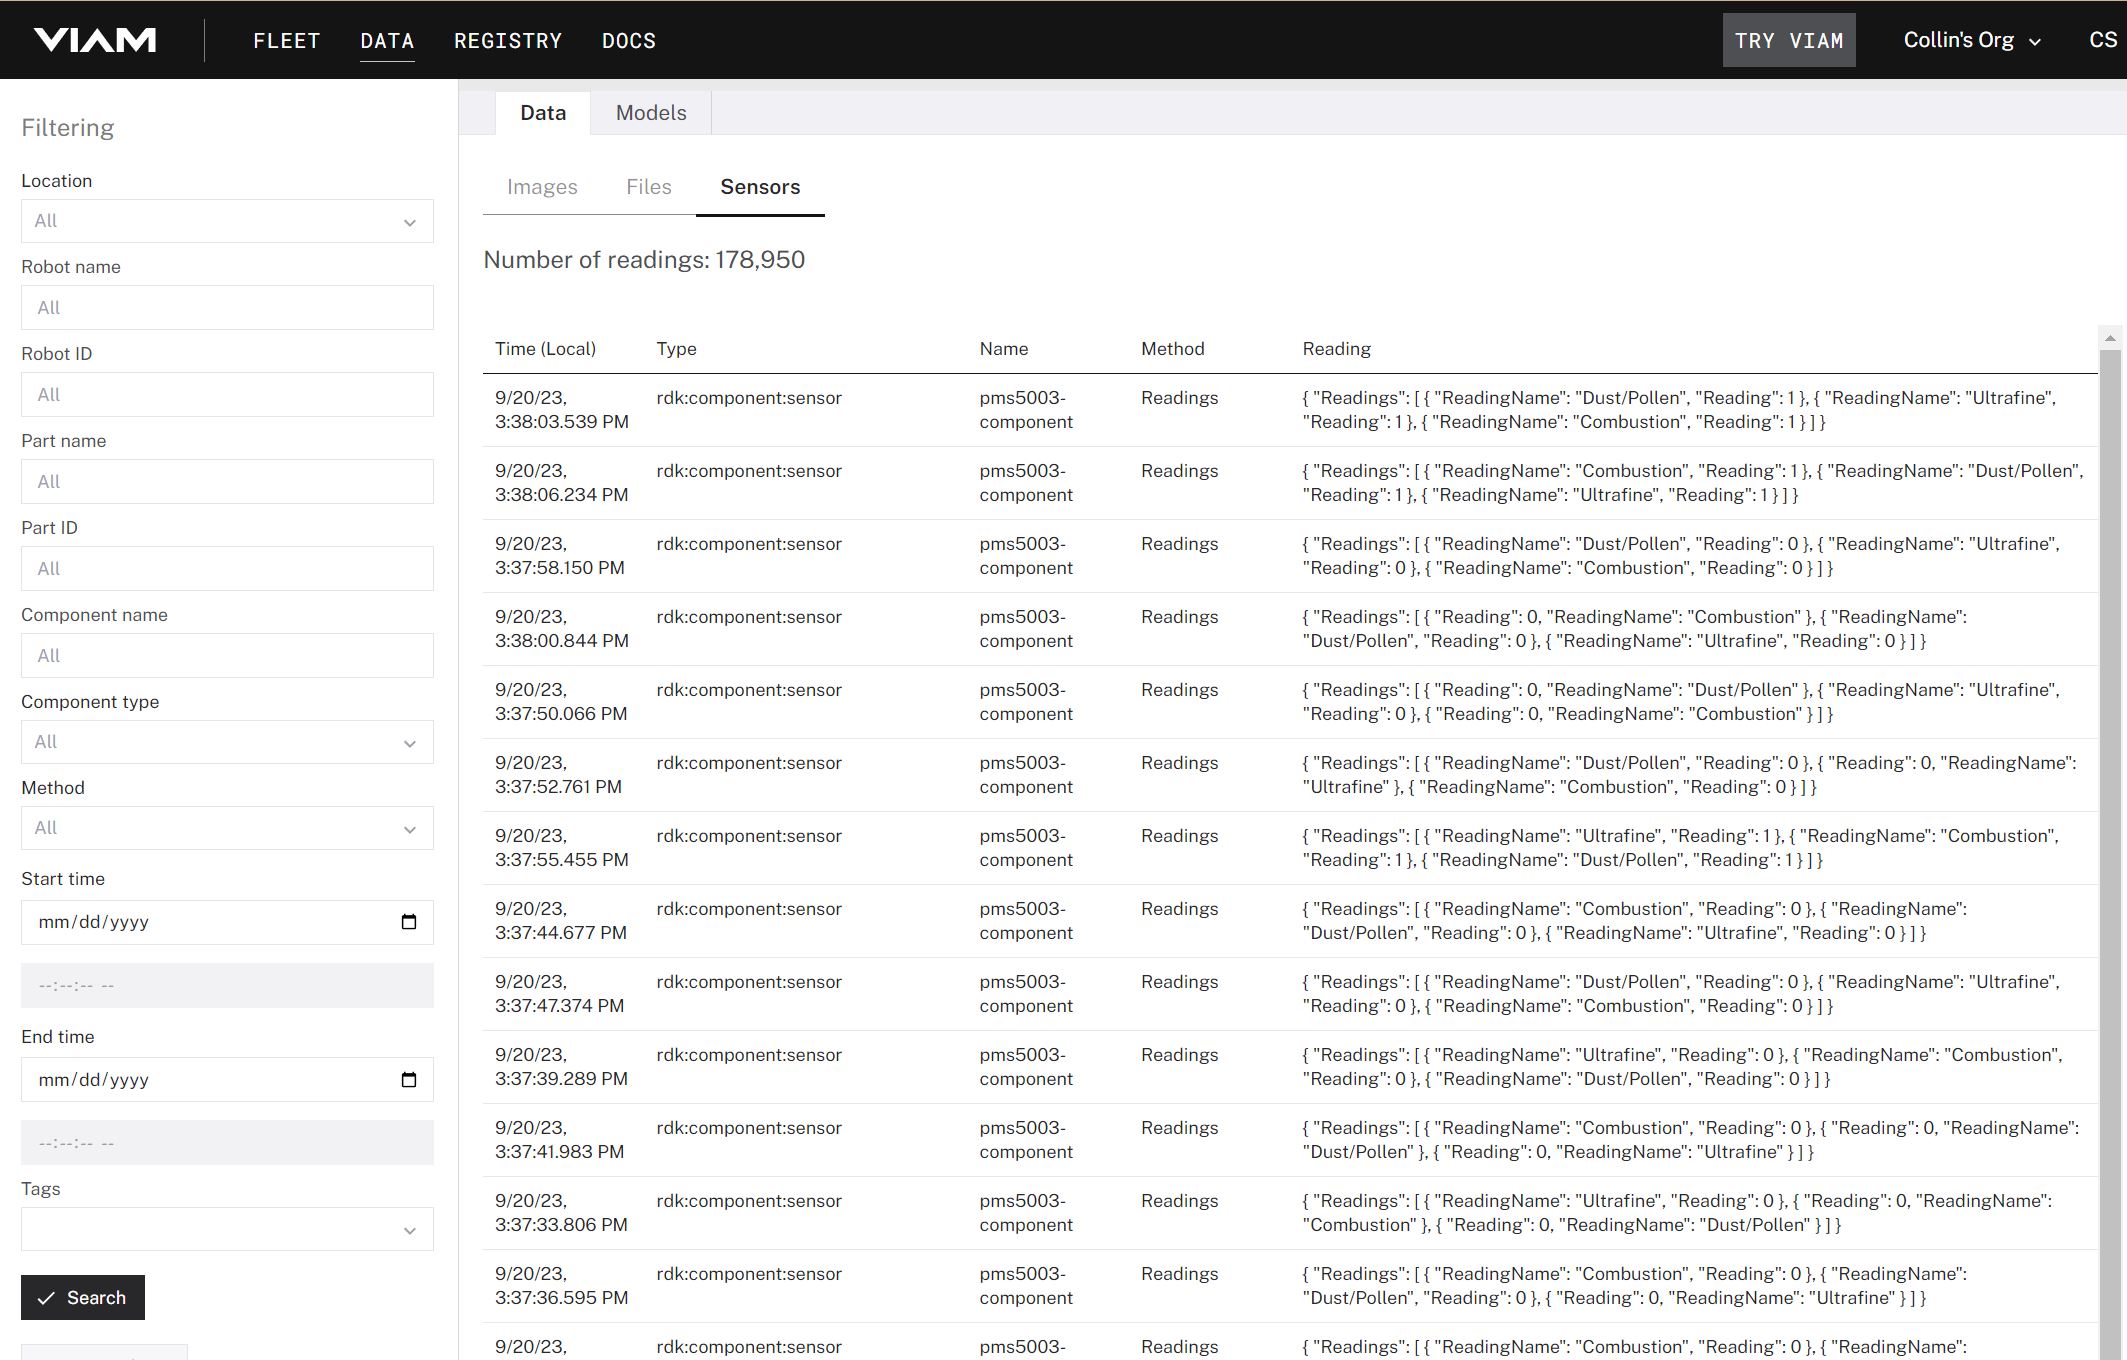 VIAM
FLEET DATA REGISTRY DOCS TRY VIAM Collin's Org CS
Filtering
Location
All
Robot name
All
Robot ID
All
Part name
All
Part ID
All
Component name
All
Component type
All
Method
All
Start time
mm/dd/yyyy
--:--:-- --
End time
mm/dd/yyyy
--:--:-- --
Tags
Search
Data Models
Images Files Sensors
Number of readings: 178,950
Time (Local) Type Name Method Reading
9/20/23, rdk:component:sensor pms5003- Readings { "Readings": [ { "ReadingName": "Dust/Pollen", "Reading": 1 }, { "ReadingName": "Ultrafine",
3:38:03.539 PM component "Reading": 1 }, { "ReadingName": "Combustion", "Reading": 1 } ] }
9/20/23, rdk:component:sensor pms5003- Readings { "Readings": [ { "ReadingName": "Combustion", "Reading": 1 }, { "ReadingName": "Dust/Pollen",
3:38:06.234 PM component "Reading": 1 }, { "ReadingName": "Ultrafine", "Reading": 1 } ] }
9/20/23, rdk:component:sensor pms5003- Readings { "Readings": [ { "ReadingName": "Dust/Pollen", "Reading": 0 }, { "ReadingName": "Ultrafine",
3:37:58.150 PM component "Reading": 0 }, { "ReadingName": "Combustion", "Reading": 0 } ] }
9/20/23, rdk:component:sensor pms5003- Readings { "Readings": [ { "Reading": 0, "ReadingName": "Combustion" }, { "ReadingName":
3:38:00.844 PM component "Dust/Pollen", "Reading": 0 }, { "ReadingName": "Ultrafine", "Reading": 0 } ] }
9/20/23, rdk:component:sensor pms5003- Readings { "Readings": [ { "Reading": 0, "ReadingName": "Dust/Pollen" }, { "ReadingName": "Ultrafine",
3:37:50.066 PM component "Reading": 0 }, { "Reading": 0, "ReadingName": "Combustion" } ] }
9/20/23, rdk:component:sensor pms5003- Readings { "Readings": [ { "ReadingName": "Dust/Pollen", "Reading": 0 }, { "Reading": 0, "ReadingName":
3:37:52.761 PM component "Ultrafine" }, { "ReadingName": "Combustion", "Reading": 0 } ] }
9/20/23, rdk:component:sensor pms5003- Readings { "Readings": [ { "ReadingName": "Ultrafine", "Reading": 1 }, { "ReadingName": "Combustion",
3:37:55.455 PM component "Reading": 1 }, { "ReadingName": "Dust/Pollen", "Reading": 1 } ] }
9/20/23, rdk:component:sensor pms5003- Readings { "Readings": [ { "ReadingName": "Combustion", "Reading": 0 }, { "ReadingName":
3:37:44.677 PM component "Dust/Pollen", "Reading": 0 }, { "ReadingName": "Ultrafine", "Reading": 0 } ] }
9/20/23, rdk:component:sensor pms5003- Readings { "Readings": [ { "ReadingName": "Dust/Pollen", "Reading": 0 }, { "ReadingName": "Ultrafine",
3:37:47.374 PM component "Reading": 0 }, { "ReadingName": "Combustion", "Reading": 0 } ] }
9/20/23, rdk:component:sensor pms5003- Readings { "Readings": [ { "ReadingName": "Ultrafine", "Reading": 0 }, { "ReadingName": "Combustion",
3:37:39.289 PM component "Reading": 0 }, { "ReadingName": "Dust/Pollen", "Reading": 0 } ] }
9/20/23, rdk:component:sensor pms5003- Readings { "Readings": [ { "ReadingName": "Combustion", "Reading": 0 }, { "Reading": 0, "ReadingName":
3:37:41.983 PM component "Dust/Pollen" }, { "Reading": 0, "ReadingName": "Ultrafine" } ] }
9/20/23, rdk:component:sensor pms5003- Readings { "Readings": [ { "ReadingName": "Ultrafine", "Reading": 0 }, { "Reading": 0, "ReadingName":
3:37:33.806 PM component "Combustion" }, { "Reading": 0, "ReadingName": "Dust/Pollen" } ] }
9/20/23, rdk:component:sensor pms5003- Readings { "Readings": [ { "ReadingName": "Combustion", "Reading": 0 }, { "ReadingName":
3:37:36.595 PM component "Dust/Pollen", "Reading": 0 }, { "Reading": 0, "ReadingName": "Ultrafine" } ] }
9/20/23, rdk:component:sensor pms5003- Readings { "Readings": [ { "ReadingName": "Combustion", "Reading": 0 }, { "ReadingName":